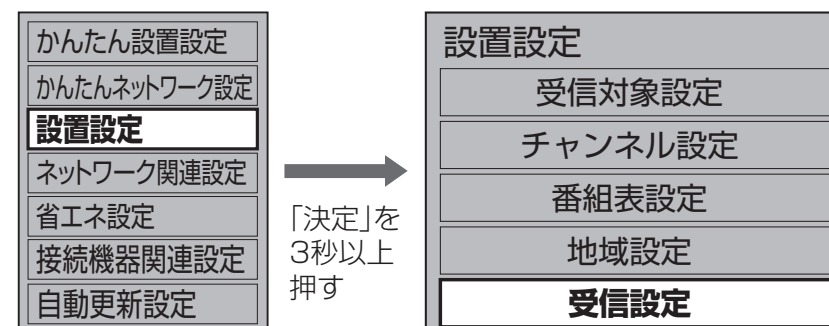 かんたん設置設定
かんたんネットワーク設定
設置設定
ネットワーク関連設定
省エネ設定
接続機器関連設定
自動更新設定
「決定」を
3秒以上
押す
設置設定
受信対象設定
チャンネル設定
番組表設定
地域設定
受信設定